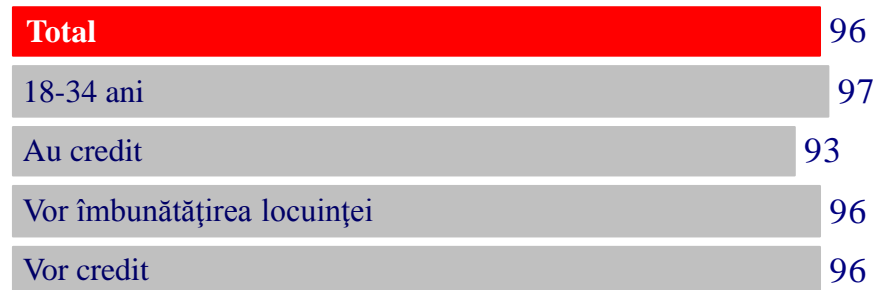 Total 96
18-34 ani 97
Au credit 93
Vor îmbunătăţirea locuinţei 96
Vor credit 96